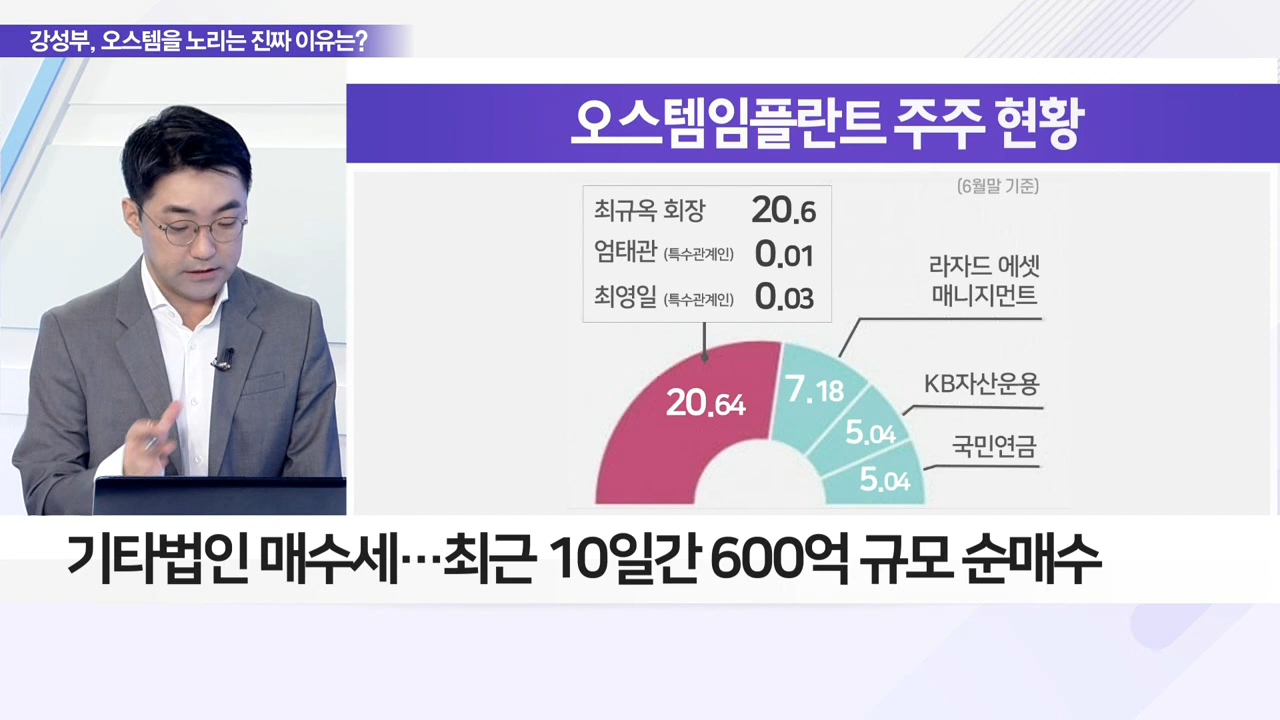 강성부, 오스템을 노리는 진짜 이유는?
오스템임플란트 주주 현황
(6월말 기준)
최규옥 회장 20.6
엄태관 (특수관계인) 0.01
최영일 (특수관계인) 0.03
라자드 에셋
매니지먼트
KB자산운용
국민연금
20.64
7.18
5.04
5.04
기타법인 매수세…최근 10일간 600억 규모 순매수